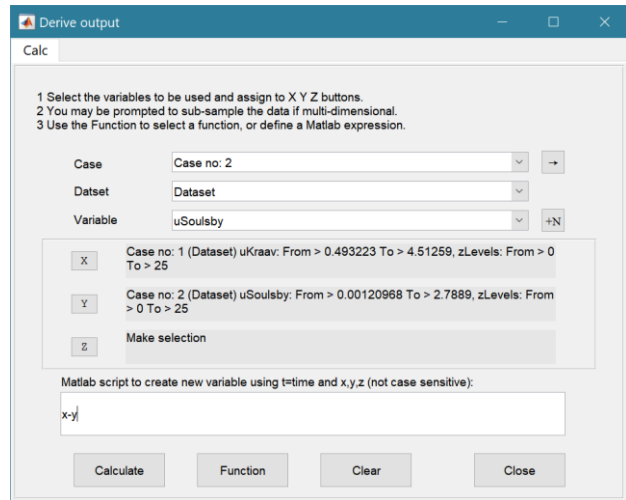 Derive output
Calc
1 Select the variables to be used and assign to X Y Z buttons.
2 You may be prompted to sub-sample the data if multi-dimensional.
3 Use the Function to select a function, or define a Matlab expression.
Case
Case no: 2
→
Datset
Dataset
Variable
uSoulsby
+N
X
Case no: 1 (Dataset) uKraav: From > 0.493223 To > 4.51259, zLevels: From > 0
To > 25
Y
Case no: 2 (Dataset) uSoulsby: From > 0.00120968 To > 2.7889, zLevels: From
> 0 To > 25
Z
Make selection
Matlab script to create new variable using t=time and x,y,z (not case sensitive):
x-y
Calculate
Function
Clear
Close